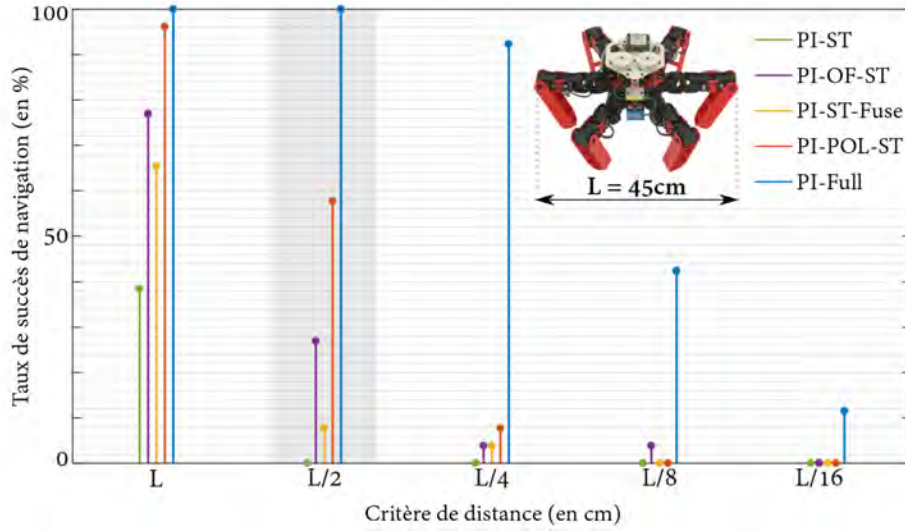 100
50
0
Taux de succès de navigation (en %)
L
L/2
L/4
L/8
L/16
Critère de distance (en cm)
L = 45cm
PI-ST
PI-OF-ST
PI-ST-Fuse
PI-POL-ST
PI-Full